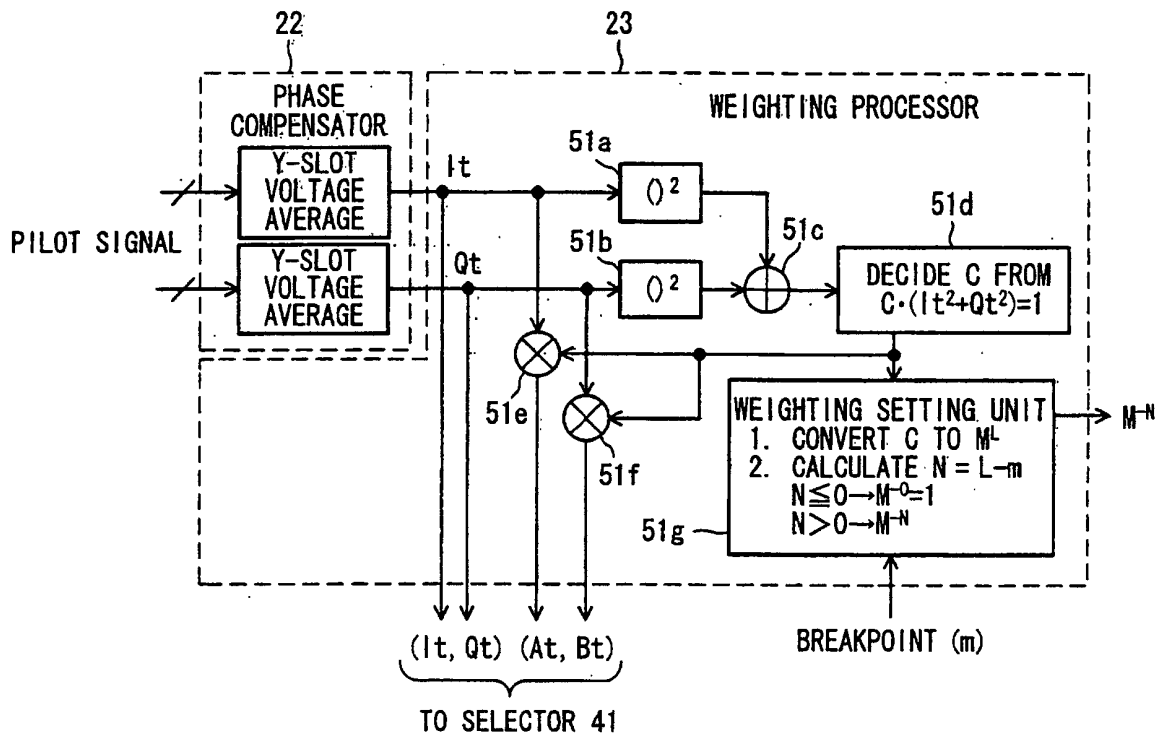 22
23
PHASE
COMPENSATOR
WEIGHTING PROCESSOR
Y-SLOT
VOLTAGE
AVERAGE
It
51a
()²
51d
PILOT SIGNAL
51b
51c
Y-SLOT
VOLTAGE
AVERAGE
Qt
()²
DECIDE C FROM
C·(It²+Qt²)=1
51e
51f
WEIGHTING SETTING UNIT
1. CONVERT C TO Mᴸ
2. CALCULATE N = L-m
N≦0→M⁻⁰=1
N>0→M⁻ᴺ
M⁻ᴺ
51g
(It, Qt) (At, Bt)
BREAKPOINT (m)
TO SELECTOR 41